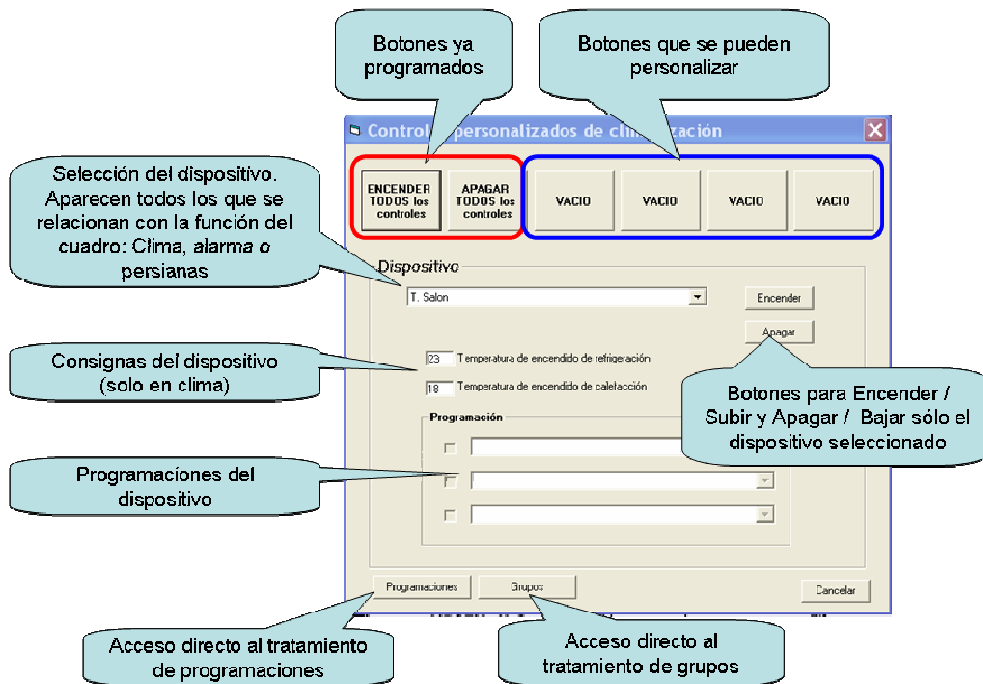 Botones ya
programados
Botones que se pueden
personalizar
Controles personalizados de climatización
ENCENDER
TODOS los
controles
APAGAR
TODOS los
controles
VACIO
VACIO
VACIO
VACIO
Selección del dispositivo.
Aparecen todos los que se
relacionan con la función del
cuadro: Clima, alarma o
persianas
Dispositivo
T. Salon
Encender
Apagar
Consignas del dispositivo
(solo en clima)
23 Temperatura de encendido de refrigeración
18 Temperatura de encendido de calefacción
Botones para Encender /
Subir y Apagar / Bajar sólo el
dispositivo seleccionado
Programación
Programaciones del
dispositivo
Programaciones
Grupos
Cancelar
Acceso directo al tratamiento
de programaciones
Acceso directo al
tratamiento de grupos